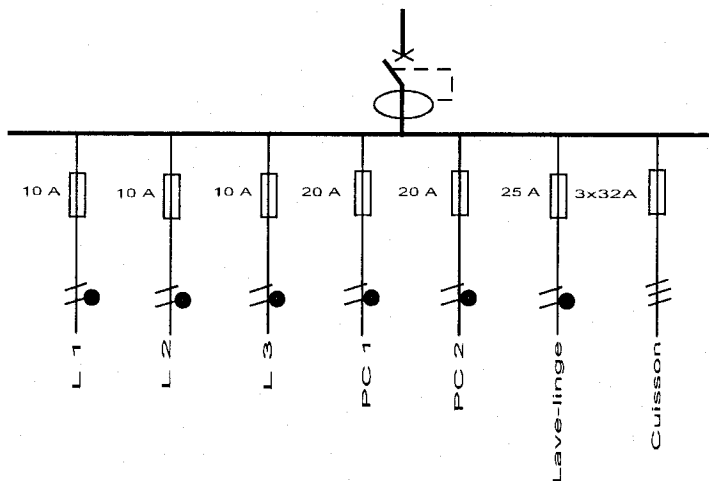 10 A
10 A
10 A
20 A
20 A
25 A
3x32A
L 1
L 2
L 3
PC 1
PC 2
Lave-linge
Cuisson